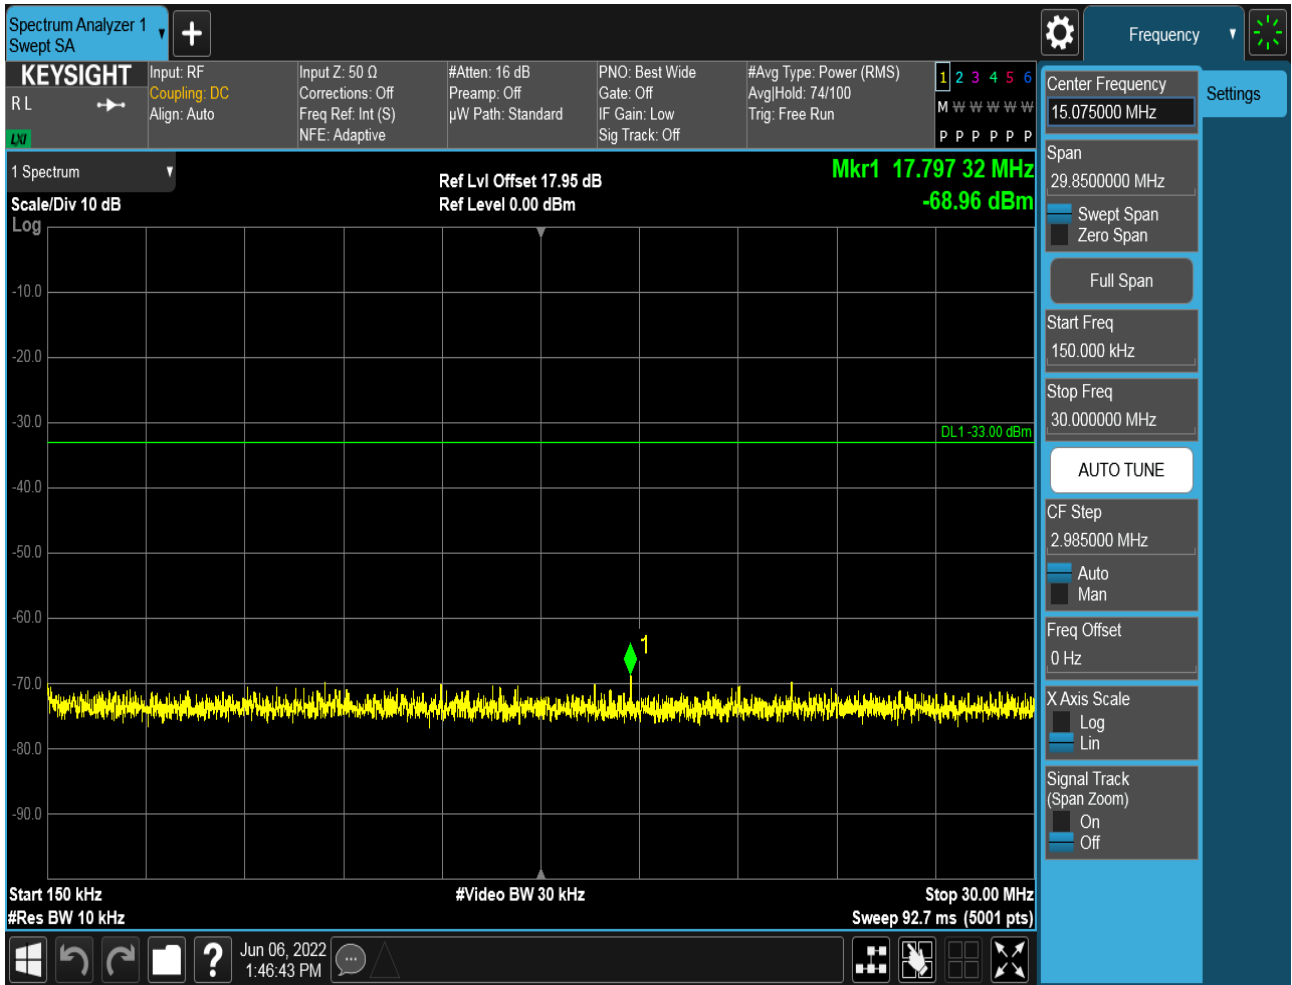 Spectrum Analyzer 1
Swept SA
+
Frequency
KEYSIGHT
R L
LXI
Input: RF
Coupling: DC
Align: Auto
Input Z: 50 Ω
Corrections: Off
Freq Ref: Int (S)
NFE: Adaptive
#Atten: 16 dB
Preamp: Off
µW Path: Standard
PNO: Best Wide
Gate: Off
IF Gain: Low
Sig Track: Off
#Avg Type: Power (RMS)
Avg|Hold: 74/100
Trig: Free Run
1 2 3 4 5 6
M W W W W W
P P P P P P
1 Spectrum
Scale/Div 10 dB
Log
Ref Lvl Offset 17.95 dB
Ref Level 0.00 dBm
Mkr1 17.797 32 MHz
-68.96 dBm
-10.0
-20.0
-30.0
DL1 -33.00 dBm
-40.0
-50.0
-60.0
1
-70.0
-80.0
-90.0
Start 150 kHz
#Res BW 10 kHz
#Video BW 30 kHz
Stop 30.00 MHz
Sweep 92.7 ms (5001 pts)
?
Jun 06, 2022
1:46:43 PM
Center Frequency
15.075000 MHz
Settings
Span
29.8500000 MHz
Swept Span
Zero Span
Full Span
Start Freq
150.000 kHz
Stop Freq
30.000000 MHz
AUTO TUNE
CF Step
2.985000 MHz
Auto
Man
Freq Offset
0 Hz
X Axis Scale
Log
Lin
Signal Track
(Span Zoom)
On
Off